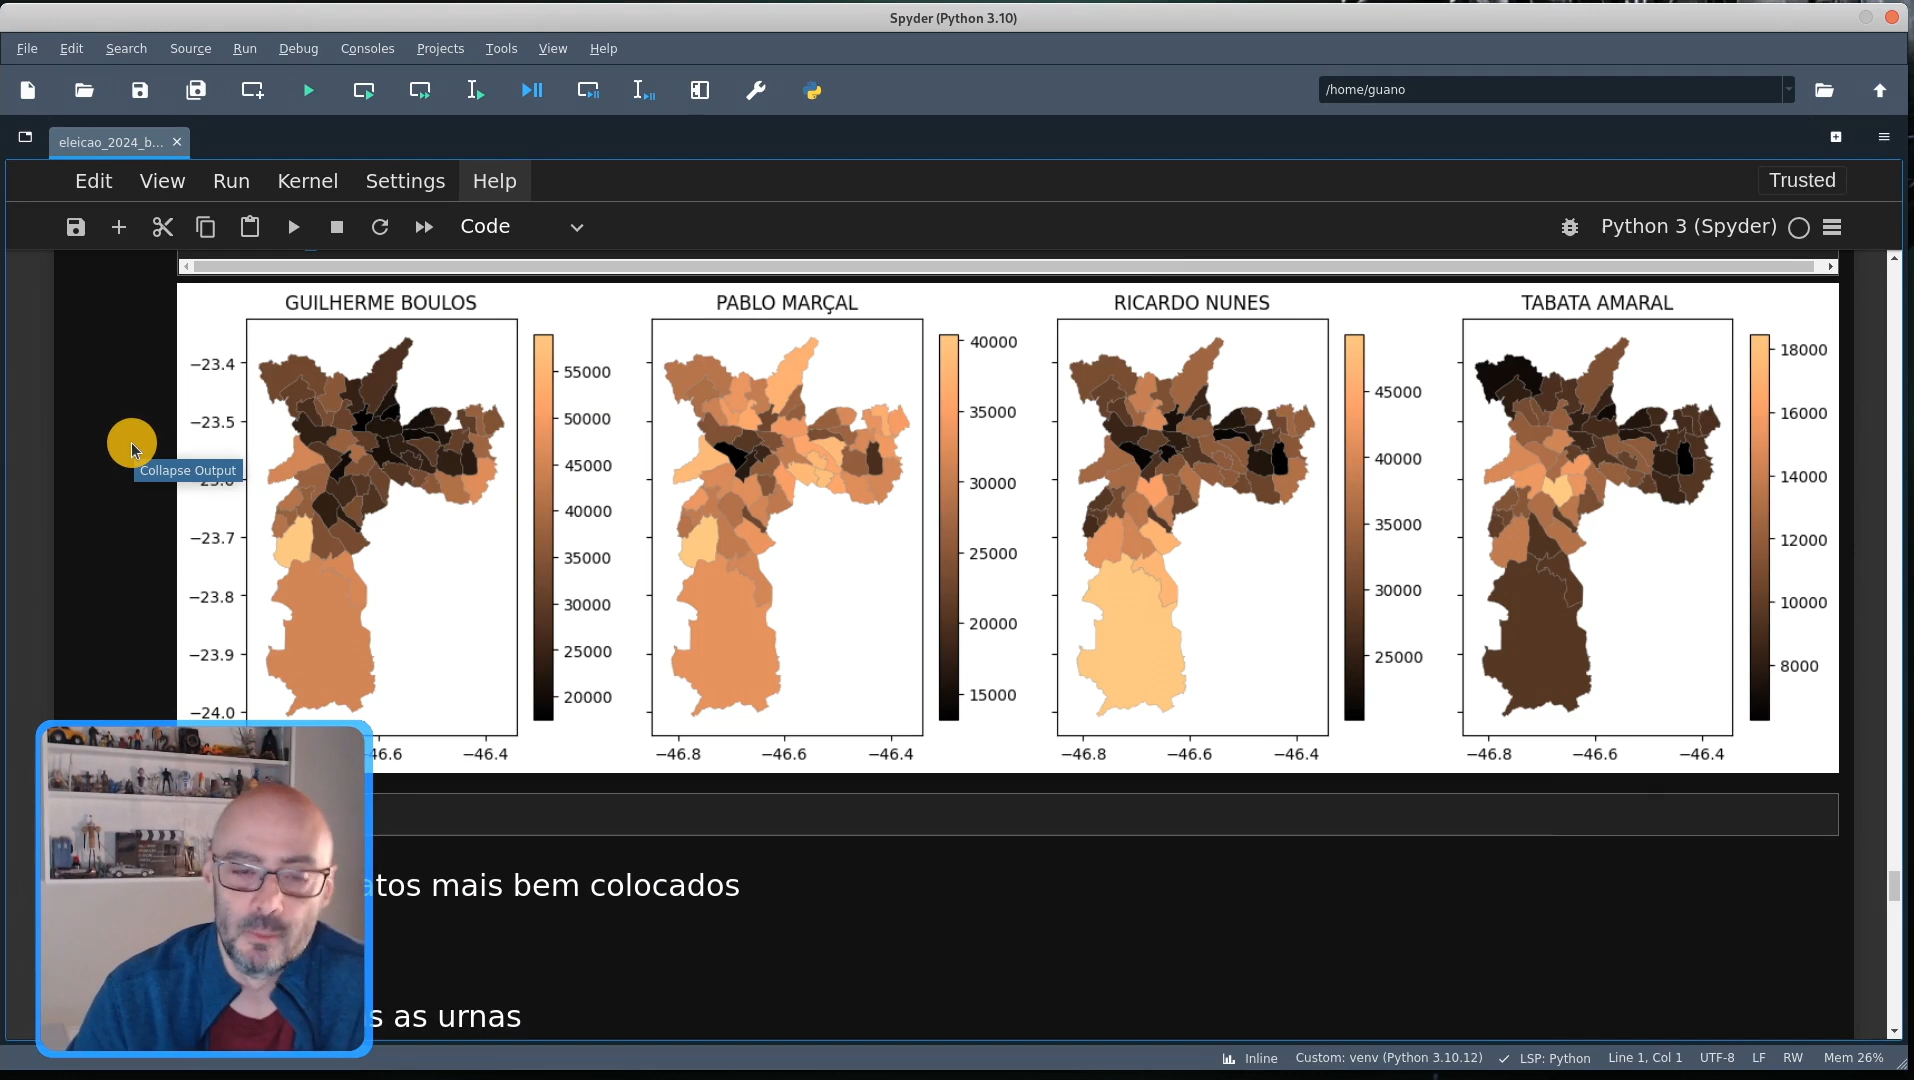 Spyder (Python 3.10)
File Edit Search Source Run Debug Consoles Projects Tools View Help
/home/guano
eleicao_2024_b...
Edit View Run Kernel Settings Help Trusted
Code Python 3 (Spyder)
GUILHERME BOULOS
−23.4
−23.5
−23.7
−23.8
−23.9
−24.0
46.6 −46.4
55000
50000
45000
40000
35000
30000
25000
20000
PABLO MARÇAL
−46.8 −46.6 −46.4
40000
35000
30000
25000
20000
15000
RICARDO NUNES
−46.8 −46.6 −46.4
45000
40000
35000
30000
25000
TABATA AMARAL
−46.8 −46.6 −46.4
18000
16000
14000
12000
10000
8000
Collapse Output
atos mais bem colocados
s as urnas
Inline Custom: venv (Python 3.10.12) LSP: Python Line 1, Col 1 UTF-8 LF RW Mem 26%